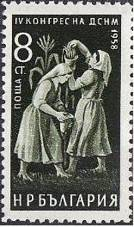 IV КОНГРЕС НА ДСНМ
8
СТ.
ПОЩА
1958
НР БЪЛГАРИЯ